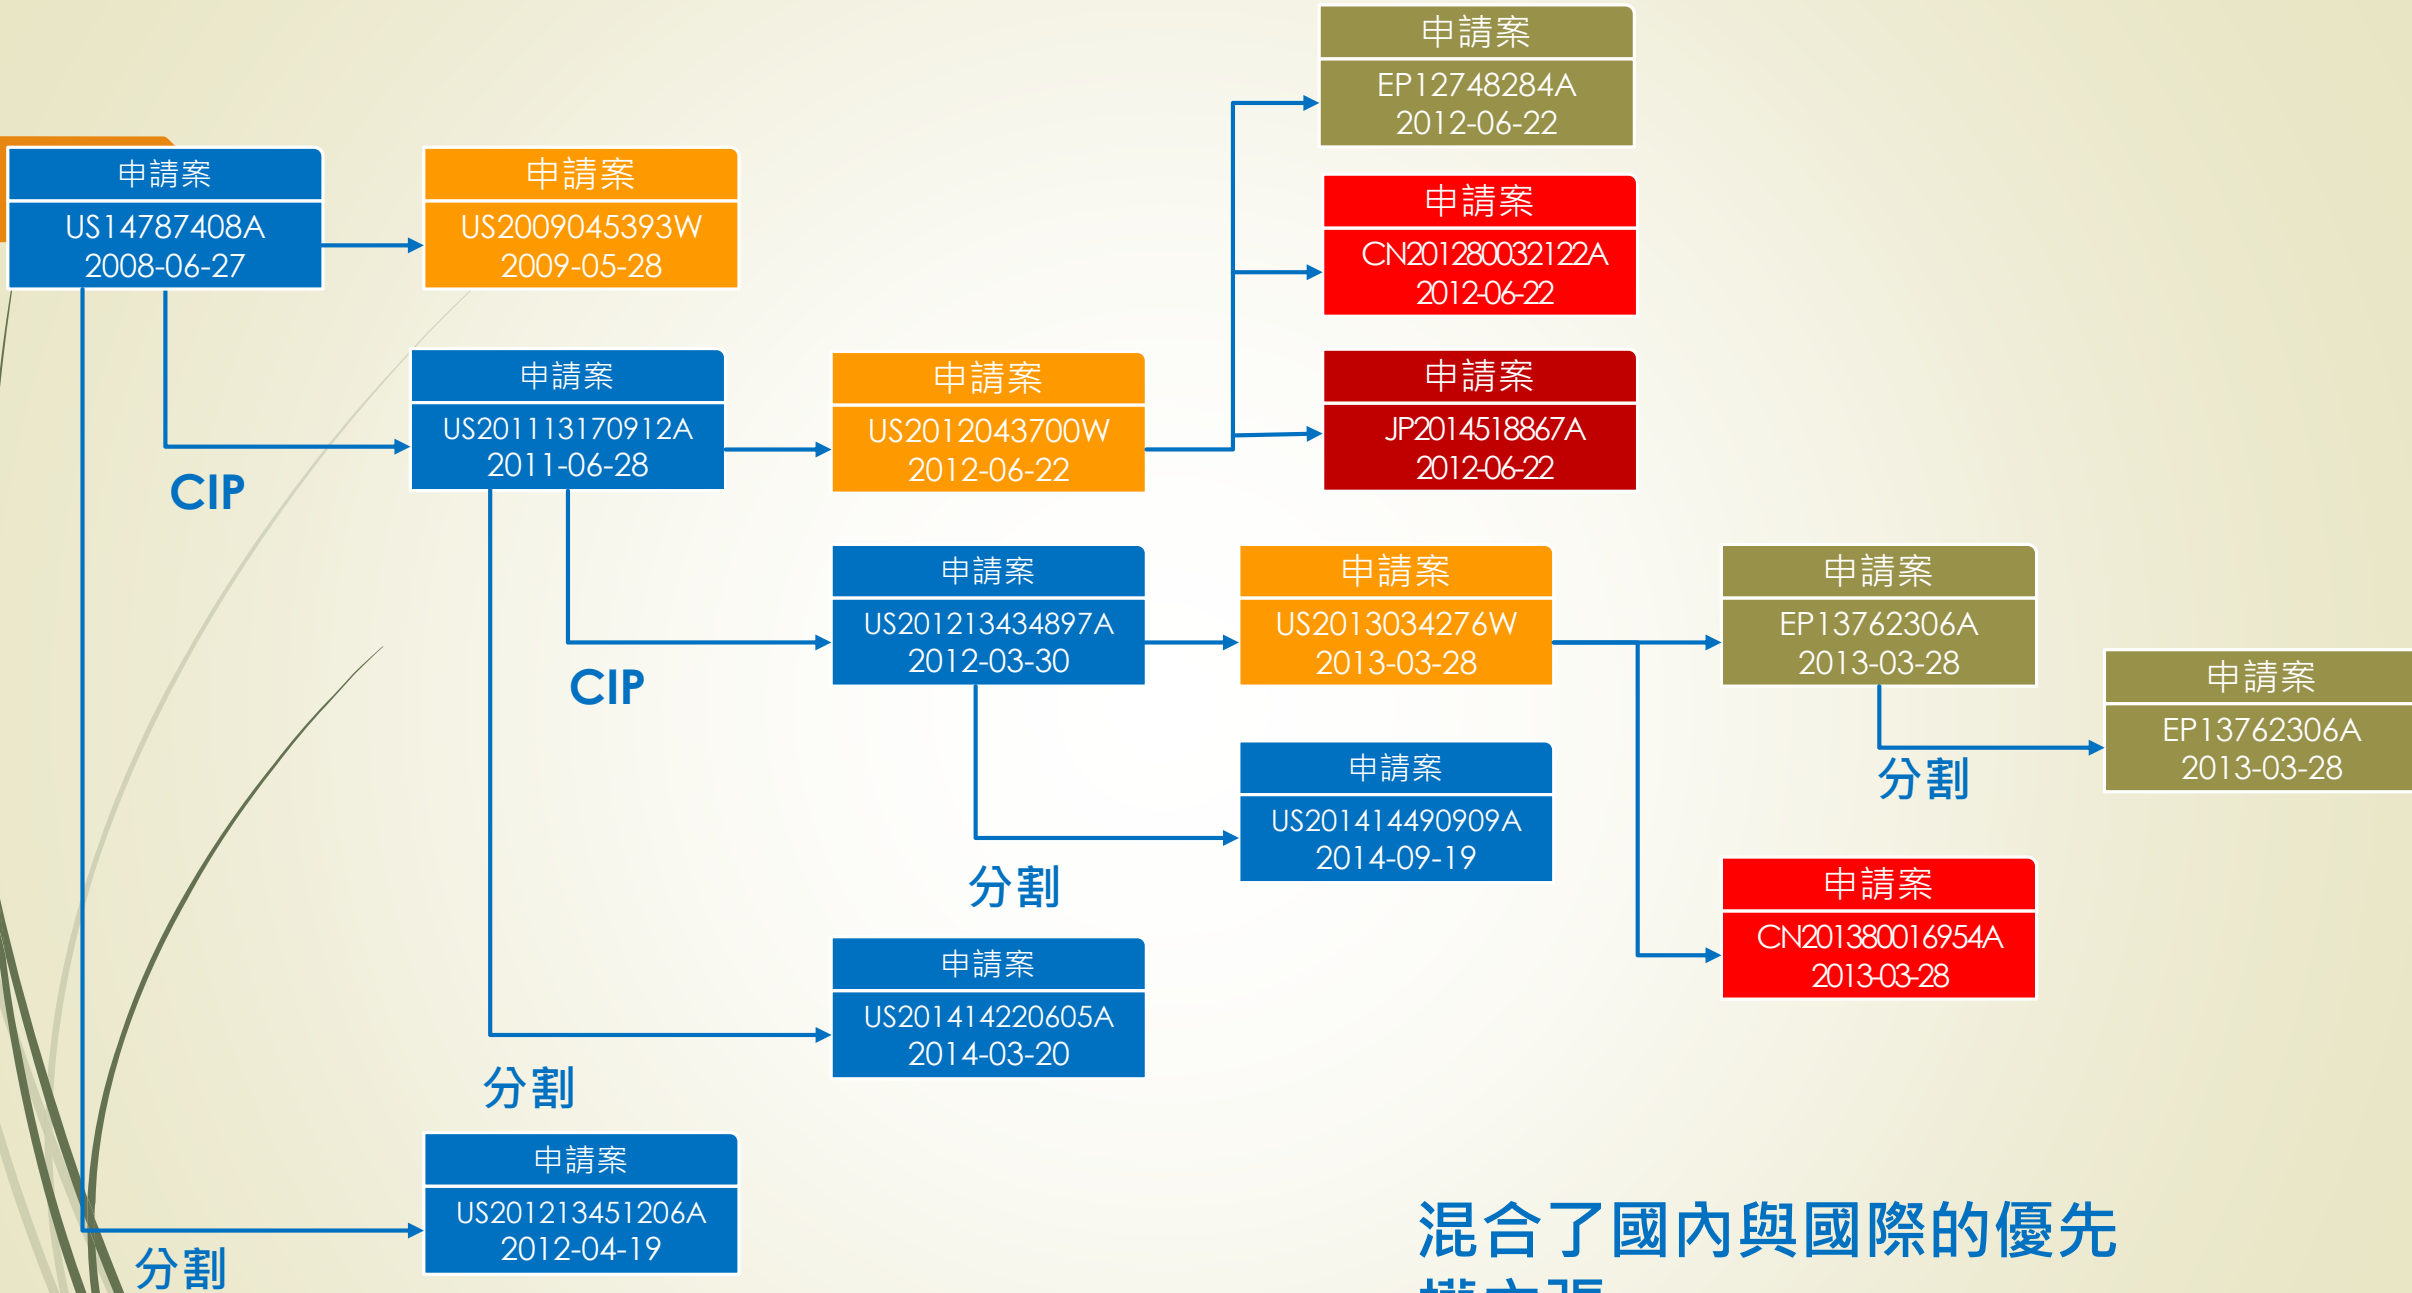 申請案
EP12748284A
2012-06-22
申請案
US14787408A
2008-06-27
申請案
US2009045393W
2009-05-28
申請案
CN201280032122A
2012-06-22
申請案
US201113170912A
2011-06-28
申請案
US2012043700W
2012-06-22
申請案
JP2014518867A
2012-06-22
CIP
申請案
US201213434897A
2012-03-30
申請案
US2013034276W
2013-03-28
申請案
EP13762306A
2013-03-28
CIP
申請案
EP13762306A
2013-03-28
分割
申請案
US201414490909A
2014-09-19
分割
申請案
CN201380016954A
2013-03-28
申請案
US201414220605A
2014-03-20
分割
申請案
US201213451206A
2012-04-19
分割
混合了國內與國際的優先